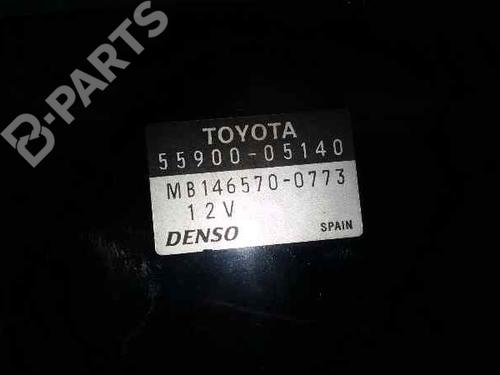 B-PARTS
TOYOTA
55900-05140
MB146570-0773
12V
DENSO
SPAIN